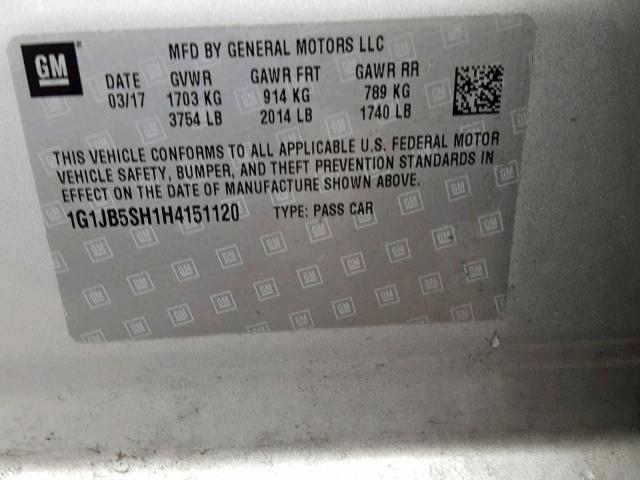 GM
MFD BY GENERAL MOTORS LLC
DATE GVWR GAWR FRT GAWR RR
03/17 1703 KG 914 KG 789 KG
3754 LB 2014 LB 1740 LB
THIS VEHICLE CONFORMS TO ALL APPLICABLE U.S. FEDERAL MOTOR
VEHICLE SAFETY, BUMPER, AND THEFT PREVENTION STANDARDS IN
EFFECT ON THE DATE OF MANUFACTURE SHOWN ABOVE.
1G1JB5SH1H4151120 TYPE: PASS CAR